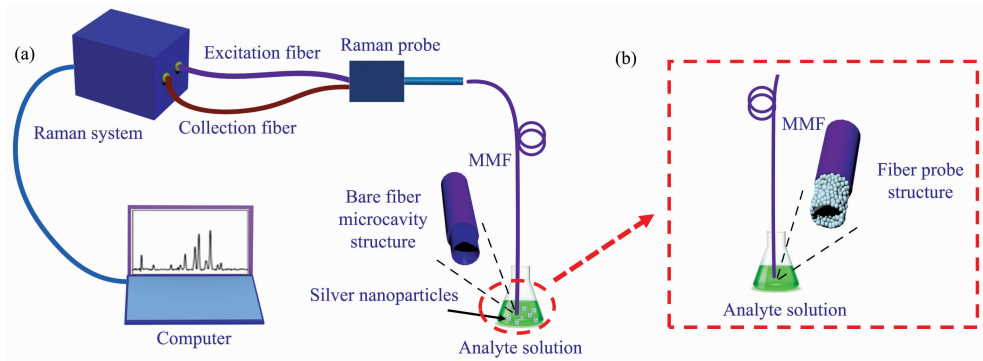 (a)
Excitation fiber
Raman probe
Raman system
Collection fiber
MMF
Bare fiber
microcavity
structure
Silver nanoparticles
Analyte solution
Computer
(b)
MMF
Fiber probe
structure
Analyte solution